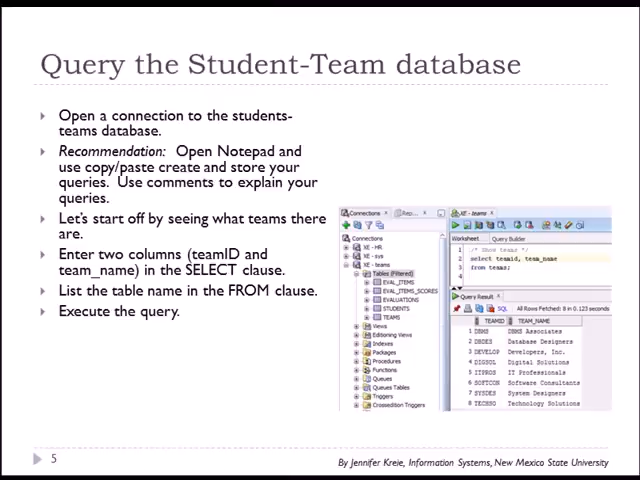 Query the Student-Team database
Open a connection to the students-
teams database.
Recommendation: Open Notepad and
use copy/paste create and store your
queries. Use comments to explain your
queries.
Let's start off by seeing what teams there
are.
Enter two columns (teamID and
team_name) in the SELECT clause.
List the table name in the FROM clause.
Execute the query.
Connections
Rep...
Connections
XE - HR
XE - sys
XE - teams
Tables (Filtered)
EVAL_ITEMS
EVAL_ITEMS_SCORES
EVALUATIONS
STUDENTS
TEAMS
Views
Editioning Views
Indexes
Packages
Procedures
Functions
Queues
Queues Tables
Triggers
Crossedition Triggers
XE - teams
Worksheet Query Builder
1 /* Show teams */
2 select teamid, team_name
3 from teams;
4
Query Result
SQL All Rows Fetched: 8 in 0.123 seconds
TEAMID TEAM_NAME
1 DBMS DBMS Associates
2 DBDES Database Designers
3 DEVELOP Developers, Inc.
4 DIGSOL Digital Solutions
5 ITPROS IT Professionals
6 SOFTCON Software Consultants
7 SYSDES System Designers
8 TECHSO Technology Solutions
5
By Jennifer Kreie, Information Systems, New Mexico State University